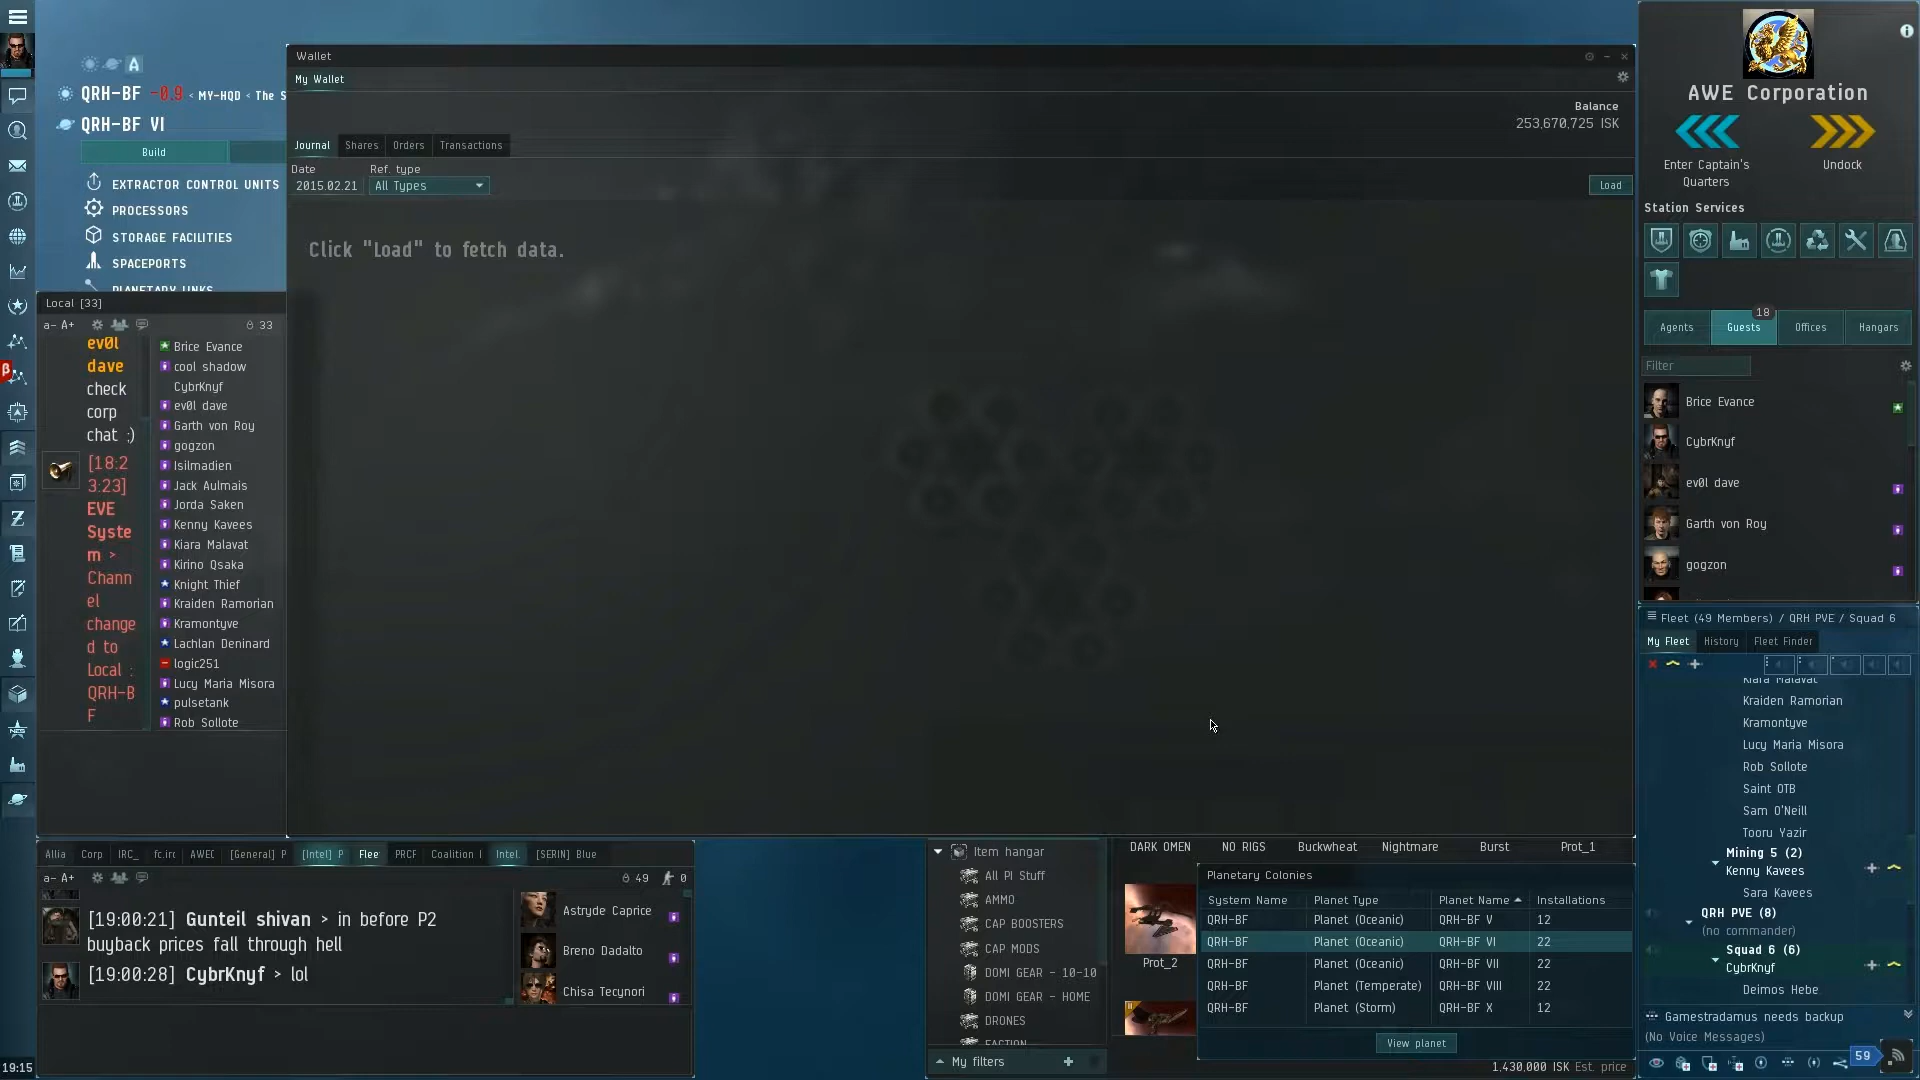 A
QRH-BF -0.9 < MY-HQD < The S
QRH-BF VI
Build
EXTRACTOR CONTROL UNITS
PROCESSORS
STORAGE FACILITIES
SPACEPORTS
PLANETARY LINKS
Local [33]
a- A+
33
ev0l
dave
check
corp
chat ;)
[18:2
3:23]
EVE
Syste
m >
Chann
el
change
d to
Local :
QRH-B
F
Brice Evance
cool shadow
CybrKnyf
ev0l dave
Garth von Roy
gogzon
Isilmadien
Jack Aulmais
Jorda Saken
Kenny Kavees
Kiara Malavat
Kirino Qsaka
Knight Thief
Kraiden Ramorian
Kramontyve
Lachlan Deninard
logic251
Lucy Maria Misora
pulsetank
Rob Sollote
Wallet
My Wallet
Balance
253,670,725 ISK
Journal Shares Orders Transactions
Date Ref. type
2015.02.21 All Types
Load
Click "Load" to fetch data.
AWE Corporation
Enter Captain's
Quarters
Undock
Station Services
18
Agents Guests Offices Hangars
Filter
Brice Evance
CybrKnyf
ev0l dave
Garth von Roy
gogzon
Fleet (49 Members) / QRH PVE / Squad 6
My Fleet History Fleet Finder
Kiara Malavat
Kraiden Ramorian
Kramontyve
Lucy Maria Misora
Rob Sollote
Saint OTB
Sam O'Neill
Tooru Yazir
Mining 5 (2)
Kenny Kavees
Sara Kavees
QRH PVE (8)
(no commander)
Squad 6 (6)
CybrKnyf
Deimos Hebe
Gamestradamus needs backup
(No Voice Messages)
59
Allia Corp IRC_ fc.irc AWEC [General] P [Intel] P Flee PRCF Coalition I Intel. [SERIN] Blue
a- A+
49 0
[19:00:21] Gunteil shivan > in before P2
buyback prices fall through hell
[19:00:28] CybrKnyf > lol
Astryde Caprice
Breno Dadalto
Chisa Tecynori
Item hangar
All PI Stuff
AMMO
CAP BOOSTERS
CAP MODS
DOMI GEAR - 10-10
DOMI GEAR - HOME
DRONES
FACTION
My filters
DARK OMEN NO RIGS Buckwheat Nightmare Burst Prot_1
Prot_2
Planetary Colonies
System Name Planet Type Planet Name Installations
QRH-BF Planet (Oceanic) QRH-BF V 12
QRH-BF Planet (Oceanic) QRH-BF VI 22
QRH-BF Planet (Oceanic) QRH-BF VII 22
QRH-BF Planet (Temperate) QRH-BF VIII 22
QRH-BF Planet (Storm) QRH-BF X 12
View planet
1,430,000 ISK Est. price
β
Z
19:15